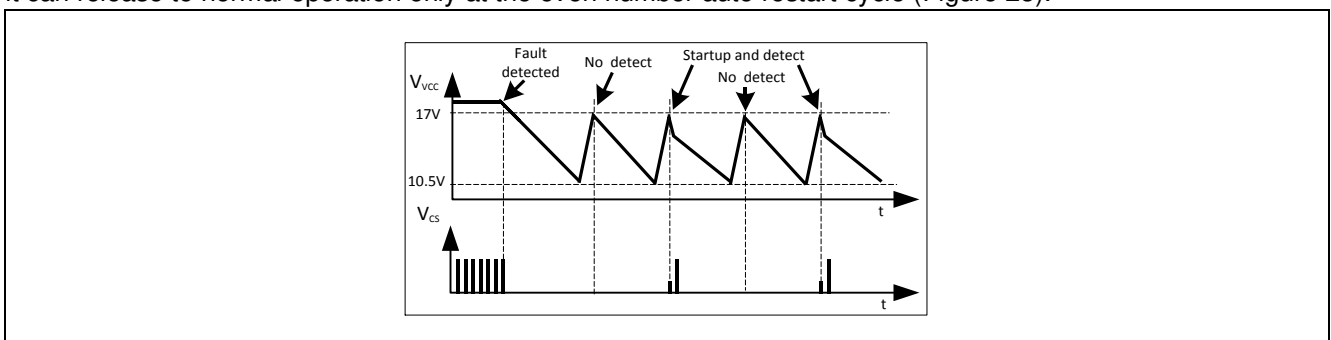 It can release to normal operation only at the even number auto restart cycle (Figure 23).
Fault
detected
No detect
Startup and detect
No detect
Vvcc
17V
10.5V
t
Vcs
t